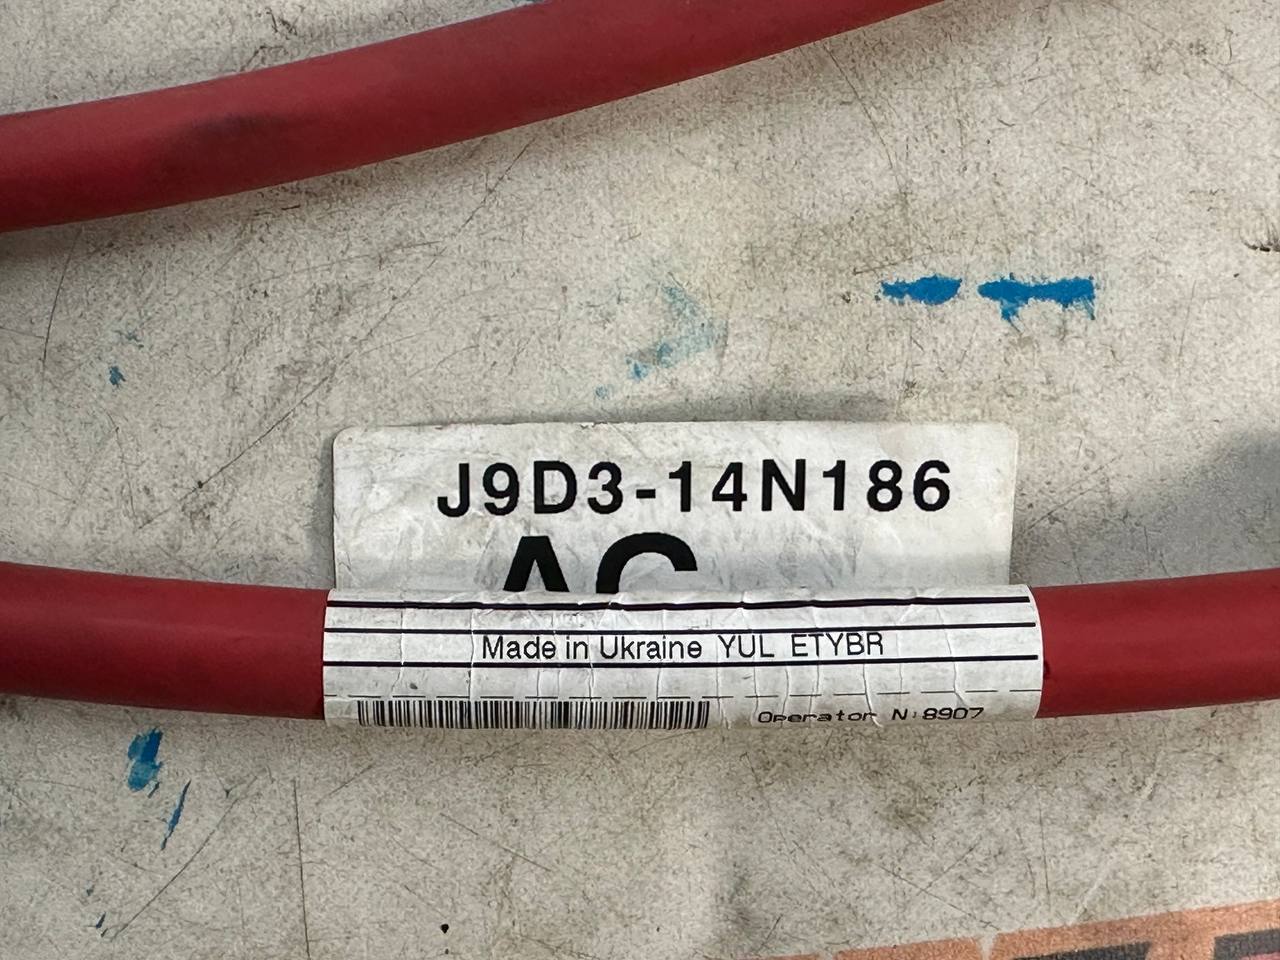 J9D3-14N186
AC
Made in Ukraine YUL ETYBR
Operator N:8907